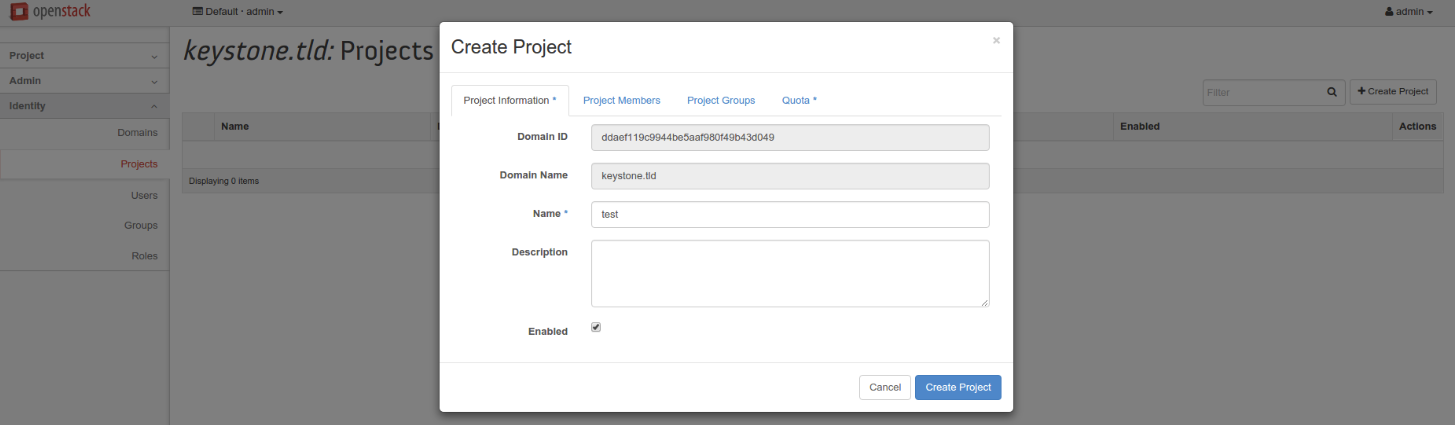 openstack
Default · admin
admin
Project
Admin
Identity
Domains
Projects
Users
Groups
Roles
keystone.tld: Projects
Filter
+ Create Project
Name
Enabled
Actions
Displaying 0 items
Create Project
×
Project Information *
Project Members
Project Groups
Quota *
Domain ID
ddaef119c9944be5aaf980f49b43d049
Domain Name
keystone.tld
Name *
test
Description
Enabled
Cancel
Create Project